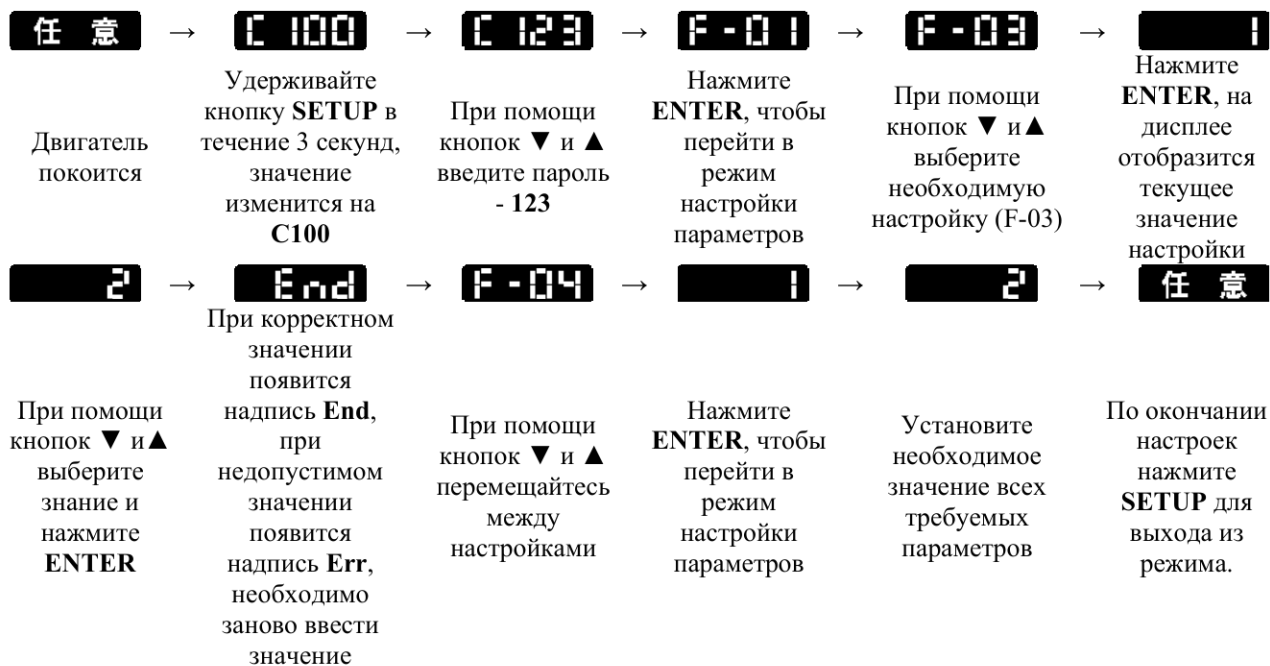 任 意 → C 100 → C 123 → F-01 → F-03 → 1
Двигатель
покоится
Удерживайте
кнопку SETUP в
течение 3 секунд,
значение
изменится на
C100
При помощи
кнопок ▼ и ▲
введите пароль
- 123
Нажмите
ENTER, чтобы
перейти в
режим
настройки
параметров
При помощи
кнопок ▼ и▲
выберите
необходимую
настройку (F-03)
Нажмите
ENTER, на
дисплее
отобразится
текущее
значение
настройки
2 → End → F-04 → 1 → 2 → 任 意
При помощи
кнопок ▼ и▲
выберите
знание и
нажмите
ENTER
При корректном
значении
появится
надпись End,
при
недопустимом
значении
появится
надпись Err,
необходимо
заново ввести
значение
При помощи
кнопок ▼ и ▲
перемещайтесь
между
настройками
Нажмите
ENTER, чтобы
перейти в
режим
настройки
параметров
Установите
необходимое
значение всех
требуемых
параметров
По окончании
настроек
нажмите
SETUP для
выхода из
режима.